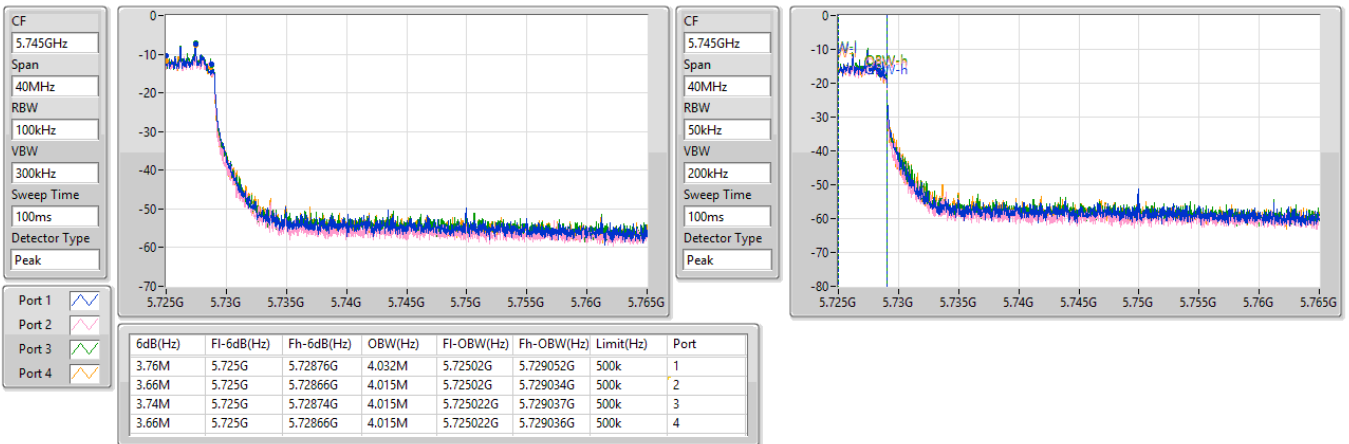 CF
5.745GHz
Span
40MHz
RBW
100kHz
VBW
300kHz
Sweep Time
100ms
Detector Type
Peak
0
-10
-20
-30
-40
-50
-60
-70
5.725G 5.73G 5.735G 5.74G 5.745G 5.75G 5.755G 5.76G 5.765G
CF
5.745GHz
Span
40MHz
RBW
50kHz
VBW
200kHz
Sweep Time
100ms
Detector Type
Peak
0
-10
-20
-30
-40
-50
-60
-70
-80
5.725G 5.73G 5.735G 5.74G 5.745G 5.75G 5.755G 5.76G 5.765G
Port 1
Port 2
Port 3
Port 4
6dB(Hz) Fl-6dB(Hz) Fh-6dB(Hz) OBW(Hz) Fl-OBW(Hz) Fh-OBW(Hz) Limit(Hz) Port
3.76M 5.725G 5.72876G 4.032M 5.72502G 5.729052G 500k 1
3.66M 5.725G 5.72866G 4.015M 5.72502G 5.729034G 500k 2
3.74M 5.725G 5.72874G 4.015M 5.725022G 5.729037G 500k 3
3.66M 5.725G 5.72866G 4.015M 5.725022G 5.729036G 500k 4